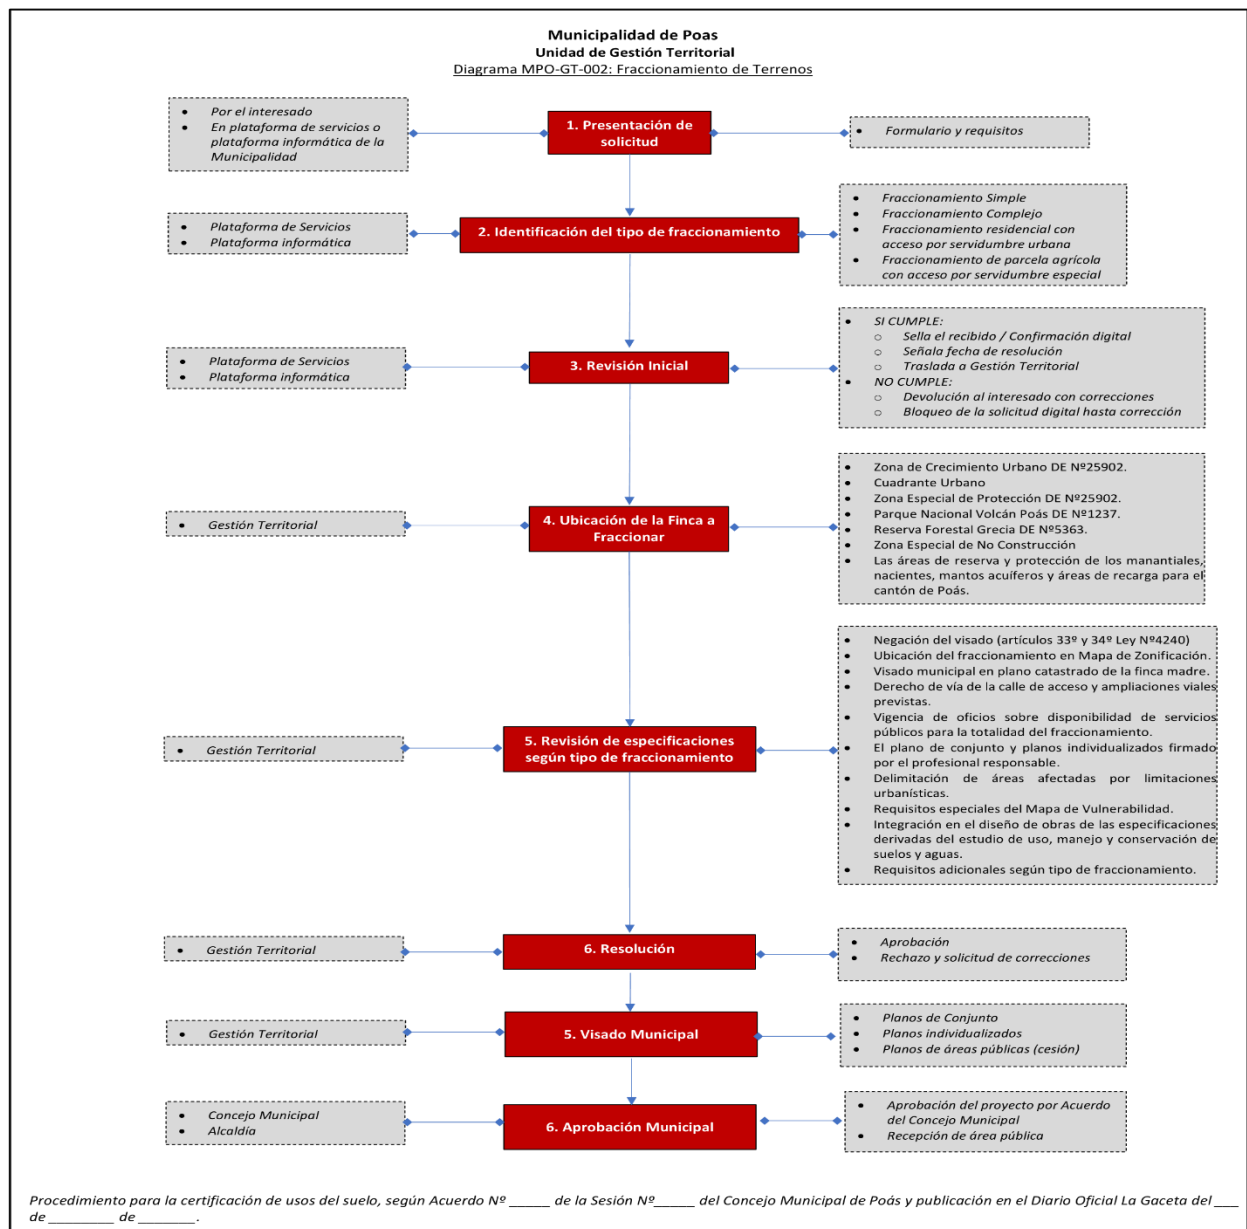 Municipalidad de Poas
Unidad de Gestión Territorial
Diagrama MPO-GT-002: Fraccionamiento de Terrenos
• Por el interesado
• En plataforma de servicios o
plataforma informática de la
Municipalidad
1. Presentación de
solicitud
• Formulario y requisitos
• Plataforma de Servicios
• Plataforma informática
2. Identificación del tipo de fraccionamiento
• Fraccionamiento Simple
• Fraccionamiento Complejo
• Fraccionamiento residencial con
acceso por servidumbre urbana
• Fraccionamiento de parcela agrícola
con acceso por servidumbre especial
• Plataforma de Servicios
• Plataforma informática
3. Revisión Inicial
• SI CUMPLE:
o Sella el recibido / Confirmación digital
o Señala fecha de resolución
o Traslada a Gestión Territorial
• NO CUMPLE:
o Devolución al interesado con correcciones
o Bloqueo de la solicitud digital hasta corrección
• Gestión Territorial
4. Ubicación de la Finca a
Fraccionar
• Zona de Crecimiento Urbano DE Nº25902.
• Cuadrante Urbano
• Zona Especial de Protección DE Nº25902.
• Parque Nacional Volcán Poás DE Nº1237.
• Reserva Forestal Grecia DE Nº5363.
• Zona Especial de No Construcción
• Las áreas de reserva y protección de los manantiales,
nacientes, mantos acuíferos y áreas de recarga para el
cantón de Poás.
• Gestión Territorial
5. Revisión de especificaciones
según tipo de fraccionamiento
• Negación del visado (artículos 33º y 34º Ley Nº4240)
• Ubicación del fraccionamiento en Mapa de Zonificación.
• Visado municipal en plano catastrado de la finca madre.
• Derecho de vía de la calle de acceso y ampliaciones viales
previstas.
• Vigencia de oficios sobre disponibilidad de servicios
públicos para la totalidad del fraccionamiento.
• El plano de conjunto y planos individualizados firmado
por el profesional responsable.
• Delimitación de áreas afectadas por limitaciones
urbanísticas.
• Requisitos especiales del Mapa de Vulnerabilidad.
• Integración en el diseño de obras de las especificaciones
derivadas del estudio de uso, manejo y conservación de
suelos y aguas.
• Requisitos adicionales según tipo de fraccionamiento.
• Gestión Territorial
6. Resolución
• Aprobación
• Rechazo y solicitud de correcciones
• Gestión Territorial
5. Visado Municipal
• Planos de Conjunto
• Planos individualizados
• Planos de áreas públicas (cesión)
• Concejo Municipal
• Alcaldía
6. Aprobación Municipal
• Aprobación del proyecto por Acuerdo
del Concejo Municipal
• Recepción de área pública
Procedimiento para la certificación de usos del suelo, según Acuerdo Nº _____ de la Sesión Nº_____ del Concejo Municipal de Poás y publicación en el Diario Oficial La Gaceta del ___
de ________ de _______.